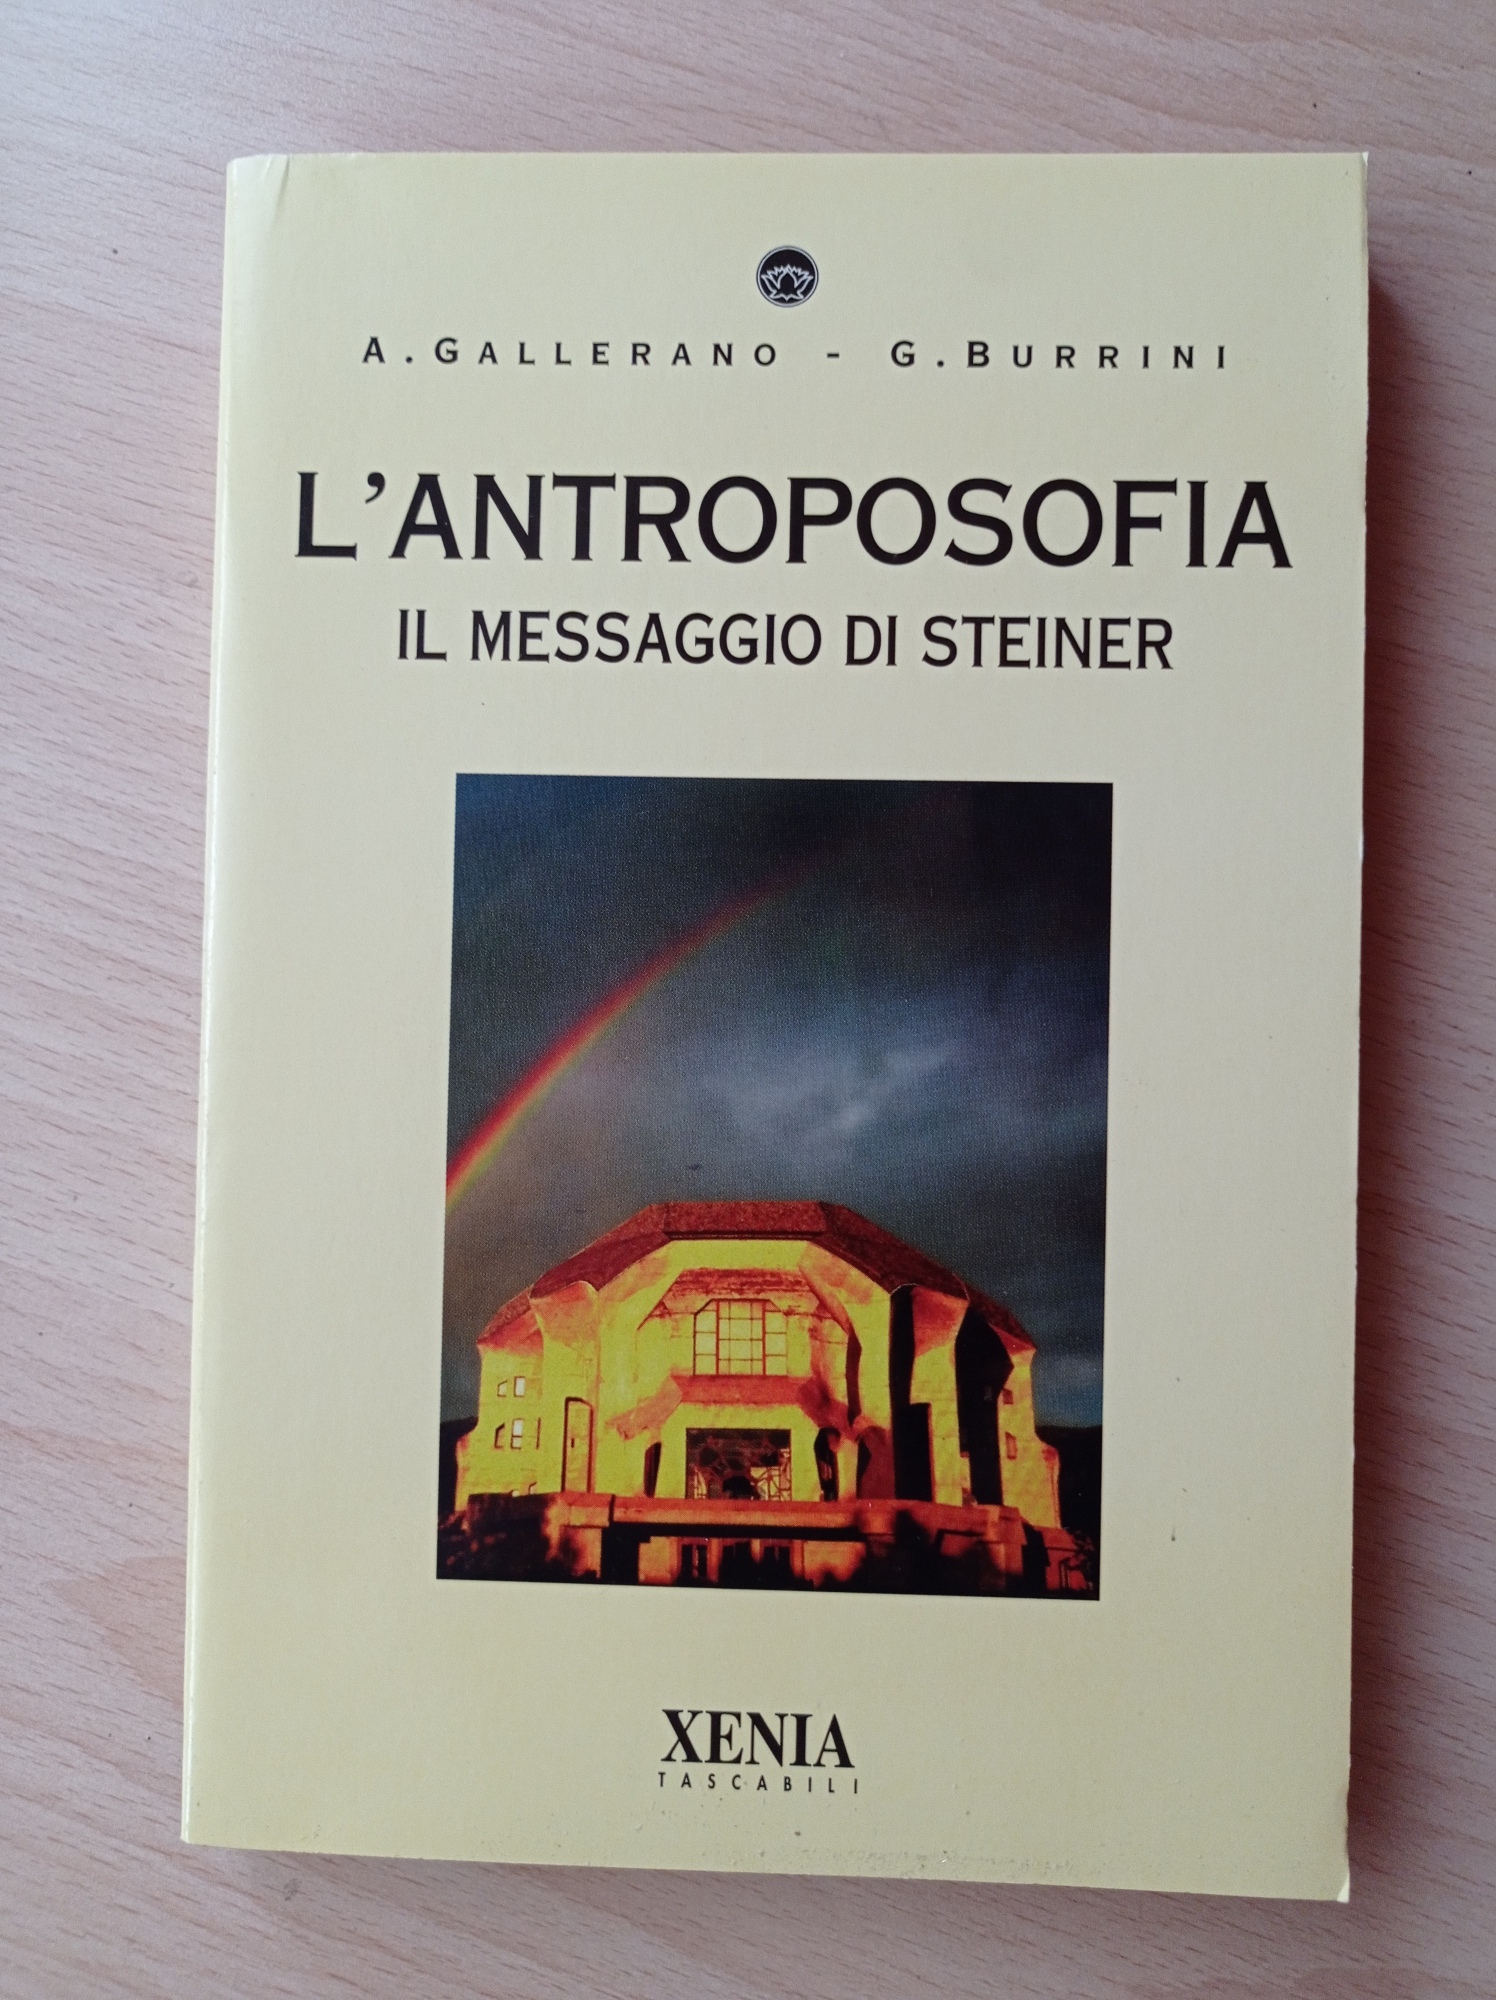 A. GALLERANO - G. BURRINI
L'ANTROPOSOFIA
IL MESSAGGIO DI STEINER
XENIA
TASCABILI